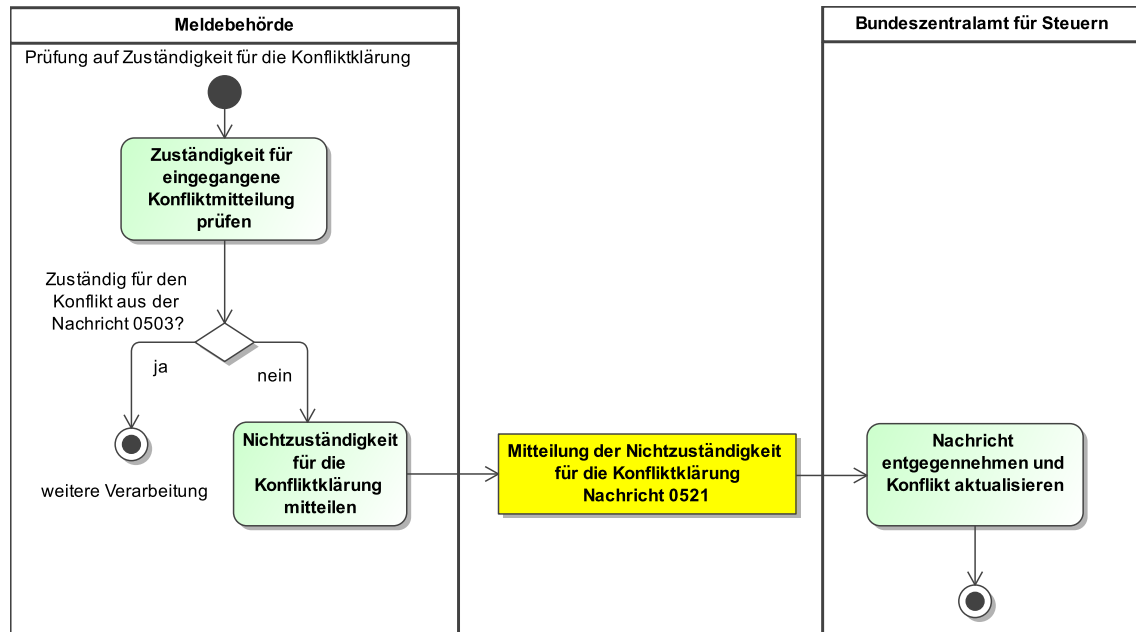 Meldebehörde
Bundeszentralamt für Steuern
Prüfung auf Zuständigkeit für die Konfliktklärung
Zuständigkeit für
eingegangene
Konfliktmitteilung
prüfen
Zuständig für den
Konflikt aus der
Nachricht 0503?
ja
nein
weitere Verarbeitung
Nichtzuständigkeit
für die
Konfliktklärung
mitteilen
Mitteilung der Nichtzuständigkeit
für die Konfliktklärung
Nachricht 0521
Nachricht
entgegennehmen und
Konflikt aktualisieren